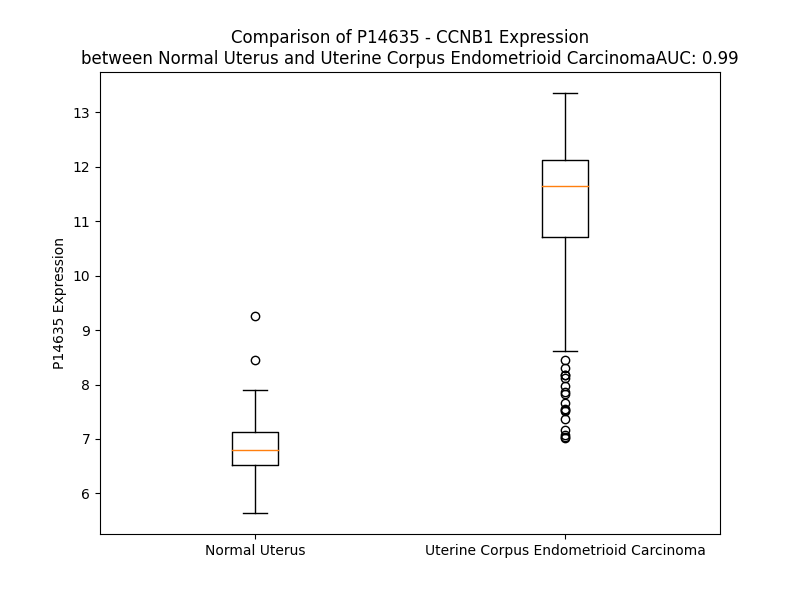 Comparison of P14635 - CCNB1 Expression
between Normal Uterus and Uterine Corpus Endometrioid CarcinomaAUC: 0.99
P14635 Expression
13
12
11
10
9
8
7
6
Normal Uterus
Uterine Corpus Endometrioid Carcinoma